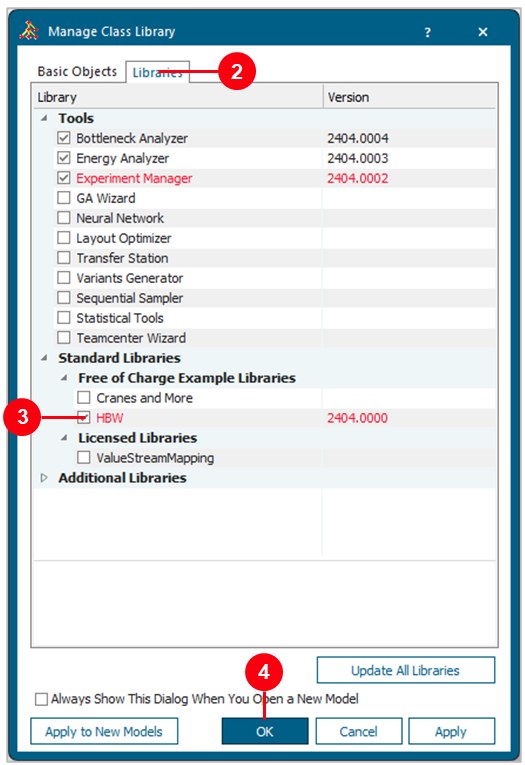 Manage Class Library ? ×
Basic Objects Libraries 2
Library Version
Tools
Bottleneck Analyzer 2404.0004
Energy Analyzer 2404.0003
Experiment Manager 2404.0002
GA Wizard
Neural Network
Layout Optimizer
Transfer Station
Variants Generator
Sequential Sampler
Statistical Tools
Teamcenter Wizard
Standard Libraries
Free of Charge Example Libraries
Cranes and More
3 HBW 2404.0000
Licensed Libraries
ValueStreamMapping
Additional Libraries
Update All Libraries
4
Always Show This Dialog When You Open a New Model
Apply to New Models OK Cancel Apply